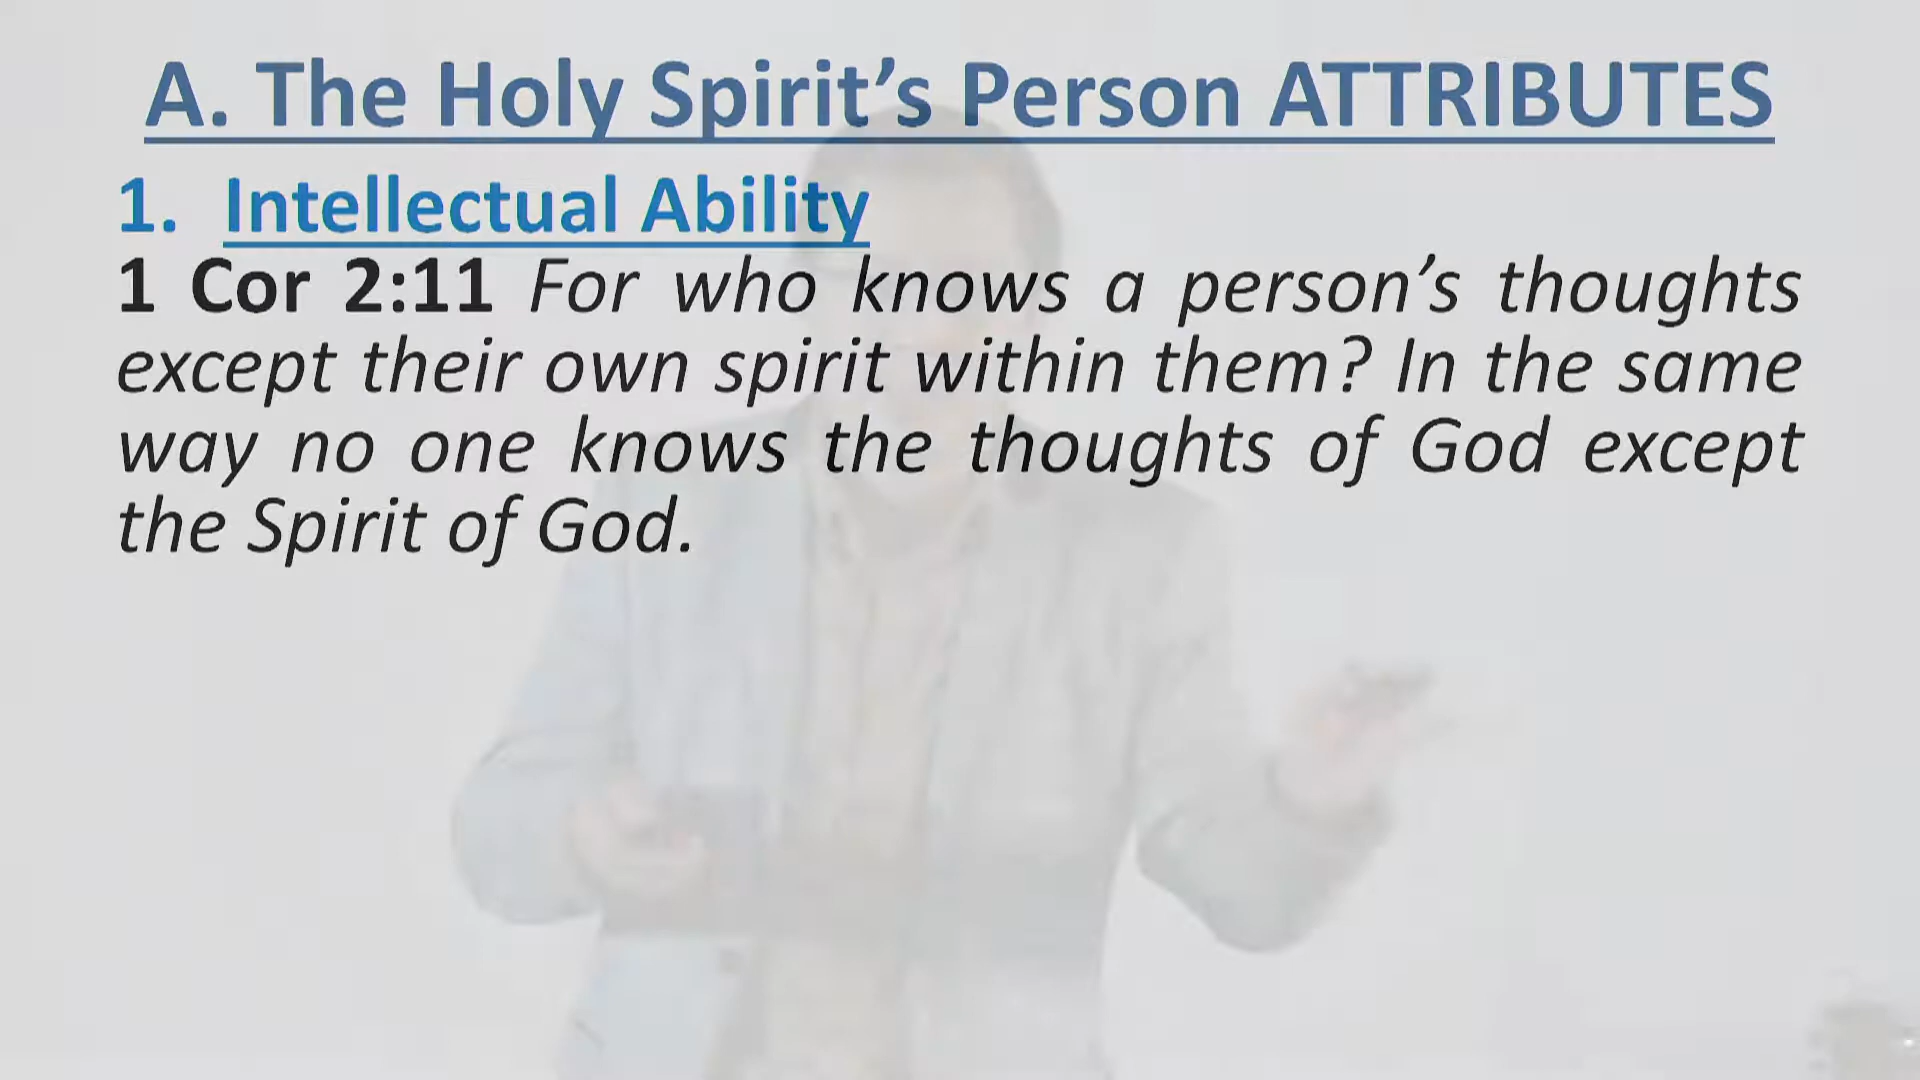 A. The Holy Spirit’s Person ATTRIBUTES
1. Intellectual Ability
1 Cor 2:11 For who knows a person’s thoughts
except their own spirit within them? In the same
way no one knows the thoughts of God except
the Spirit of God.